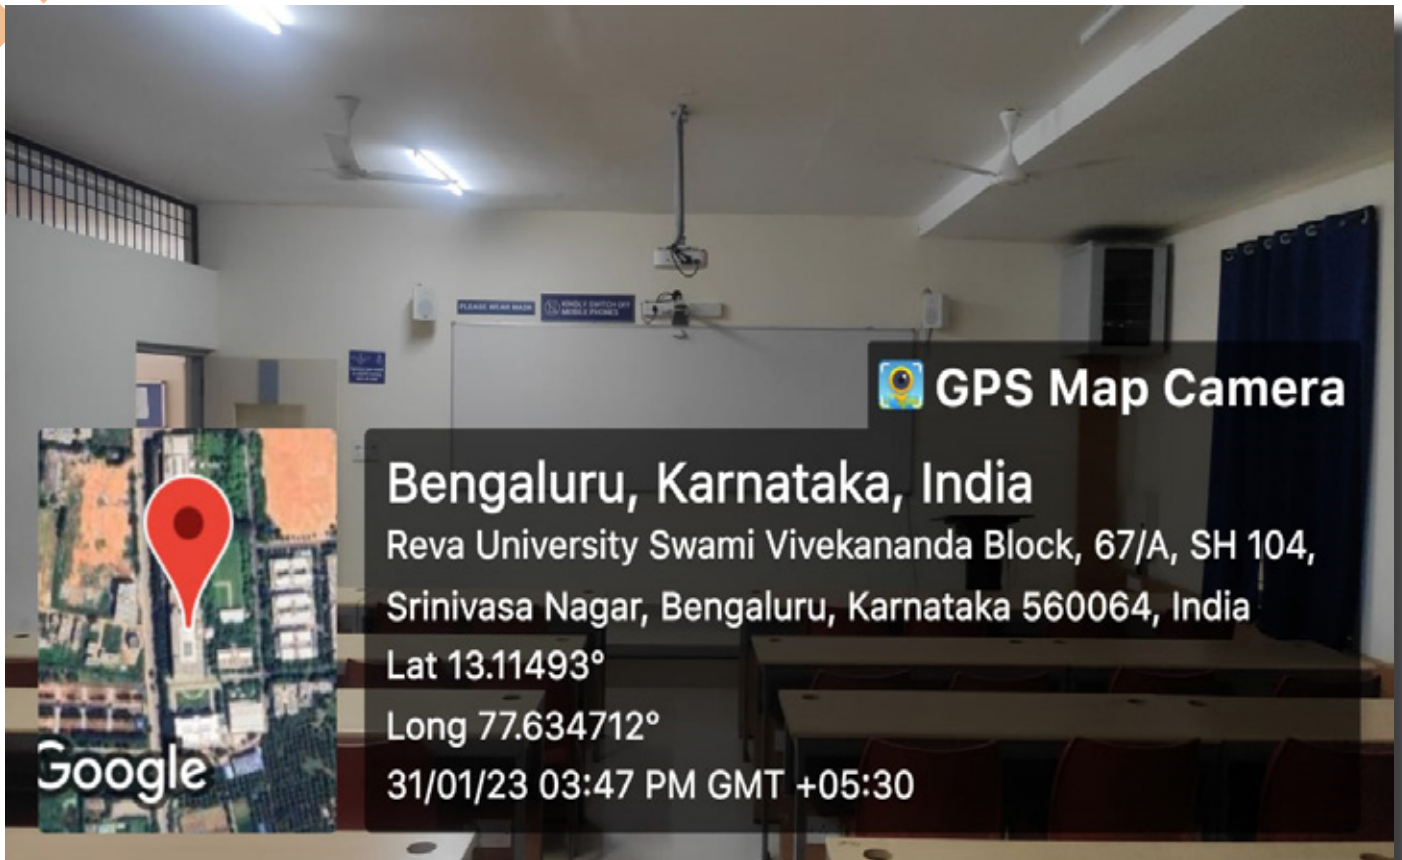 PLEASE WEAR MASK
KINDLY SWITCH OFF
MOBILE PHONES
GPS Map Camera
Bengaluru, Karnataka, India
Reva University Swami Vivekananda Block, 67/A, SH 104,
Srinivasa Nagar, Bengaluru, Karnataka 560064, India
Lat 13.11493°
Long 77.634712°
31/01/23 03:47 PM GMT +05:30
Google